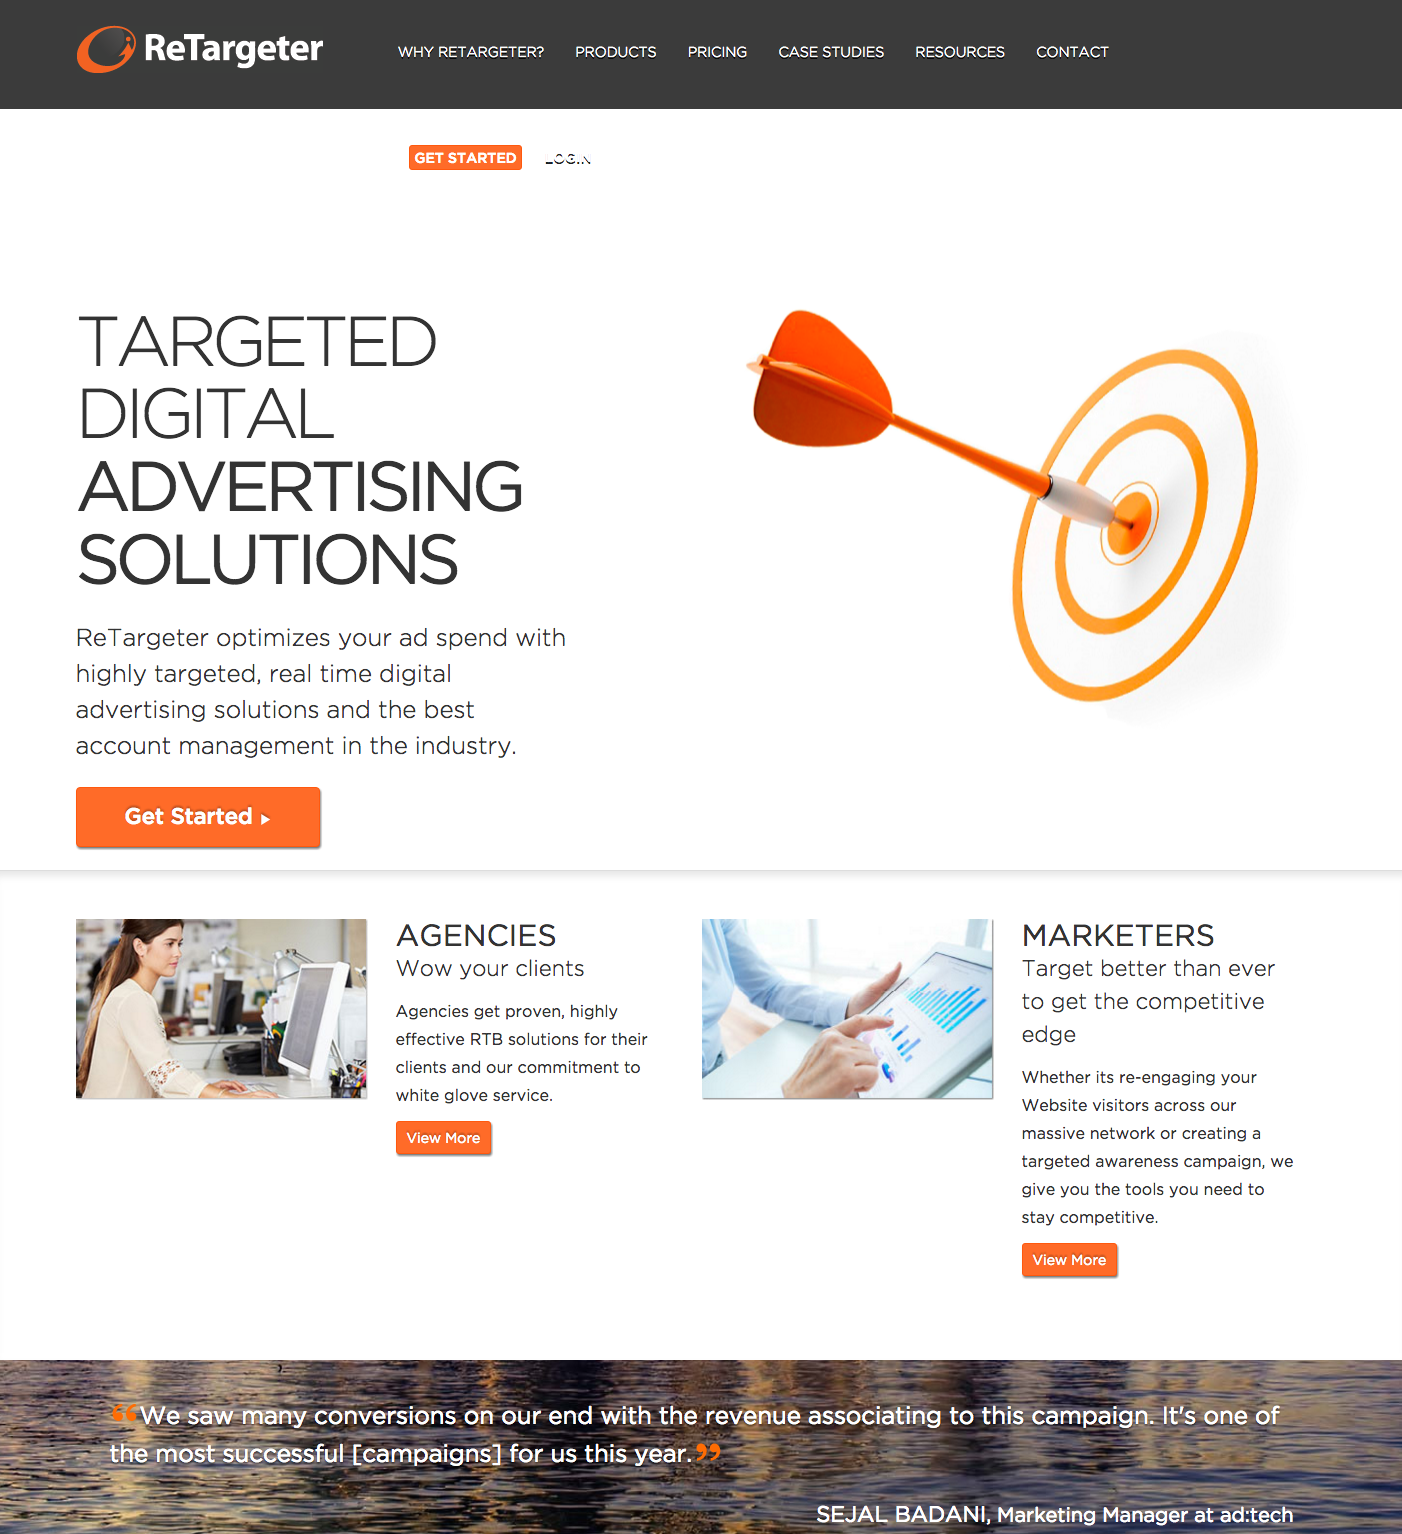 ReTargeter
WHY RETARGETER? PRODUCTS PRICING CASE STUDIES RESOURCES CONTACT
GET STARTED LOGIN
TARGETED
DIGITAL
ADVERTISING
SOLUTIONS
ReTargeter optimizes your ad spend with
highly targeted, real time digital
advertising solutions and the best
account management in the industry.
Get Started
AGENCIES
Wow your clients
Agencies get proven, highly
effective RTB solutions for their
clients and our commitment to
white glove service.
View More
MARKETERS
Target better than ever
to get the competitive
edge
Whether its re-engaging your
Website visitors across our
massive network or creating a
targeted awareness campaign, we
give you the tools you need to
stay competitive.
View More
“We saw many conversions on our end with the revenue associating to this campaign. It's one of
the most successful [campaigns] for us this year.”
SEJAL BADANI, Marketing Manager at ad:tech